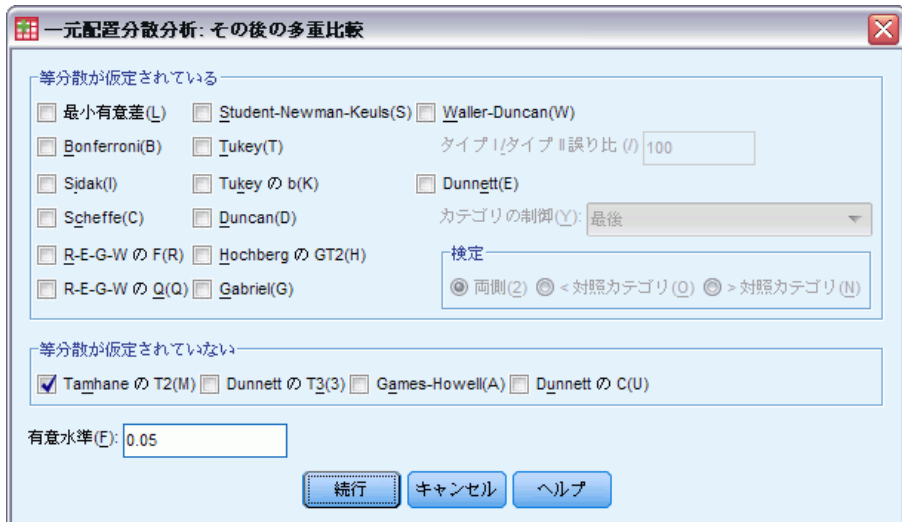 一元配置分散分析: その後の多重比較
等分散が仮定されている
最小有意差(L) Student-Newman-Keuls(S) Waller-Duncan(W)
Bonferroni(B) Tukey(T) タイプ I/タイプ II 誤り比 (/) 100
Sidak(I) Tukey の b(K) Dunnett(E)
Scheffe(C) Duncan(D) カテゴリの制御(Y): 最後
R-E-G-W の F(R) Hochberg の GT2(H) 検定
R-E-G-W の Q(Q) Gabriel(G) 両側(2) < 対照カテゴリ(O) > 対照カテゴリ(N)
等分散が仮定されていない
Tamhane の T2(M) Dunnett の T3(3) Games-Howell(A) Dunnett の C(U)
有意水準(F): 0.05
続行 キャンセル ヘルプ